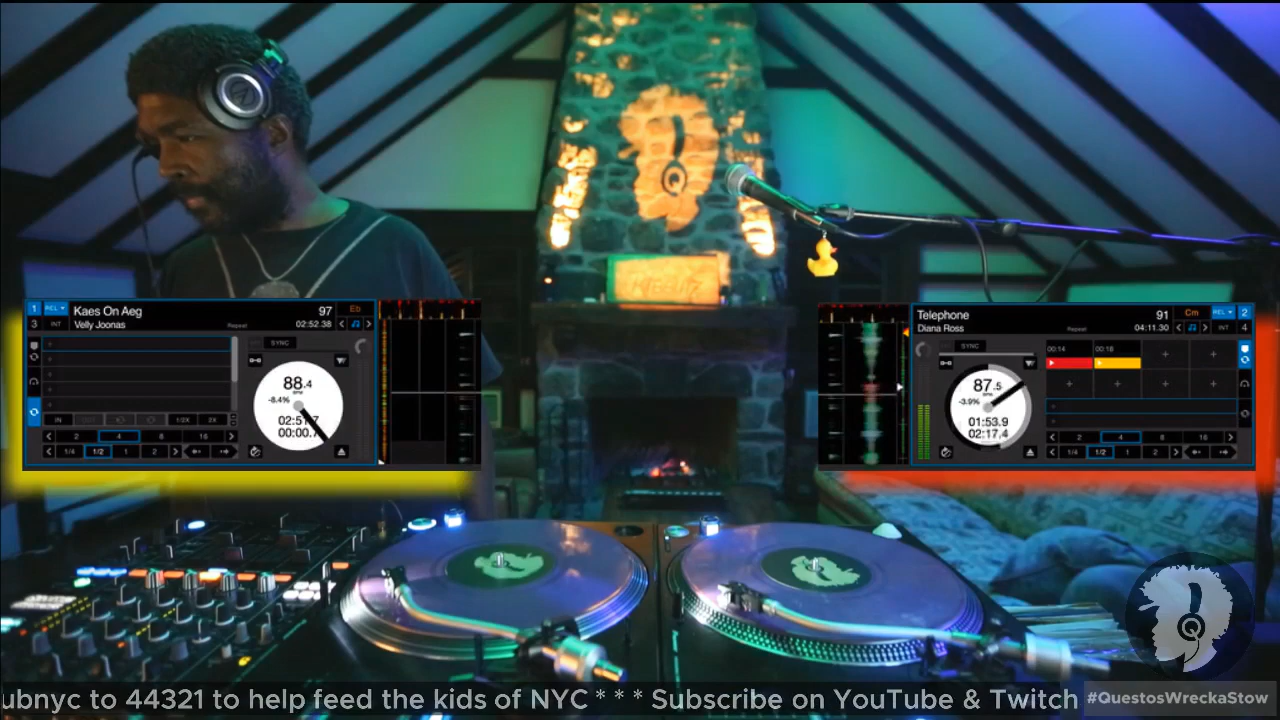 1 REL Kaes On Aeg 97 Eb
3 INT Velly Joonas Repeat 02:52.38
SYNC
88.4
BPM
-8.4%
00:00.
IN 1/2X 2X
2 4 8 16
1/4 1/2 1 2
Telephone 91 Cm REL 2
Diana Ross Repeat 04:11.30 INT 4
SYNC
00:14 00:18
87.5
BPM
-3.9%
01:53.9
02:17.4
2 4 8 16
1/4 1/2 1 2
Q
Q
ubnyc to 44321 to help feed the kids of NYC * * * Subscribe on YouTube & Twitch
#QuestosWreckaStow